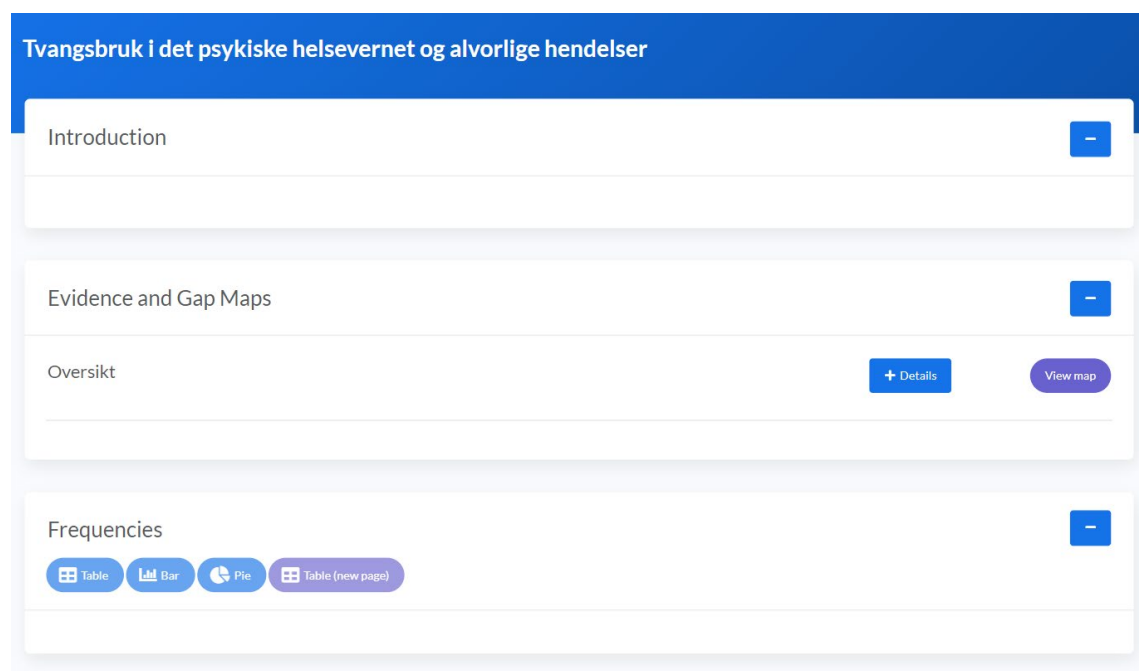 Tvangsbruk i det psykiske helsevernet og alvorlige hendelser
Introduction
Evidence and Gap Maps
Oversikt
+ Details
View map
Frequencies
Table Bar Pie Table (new page)